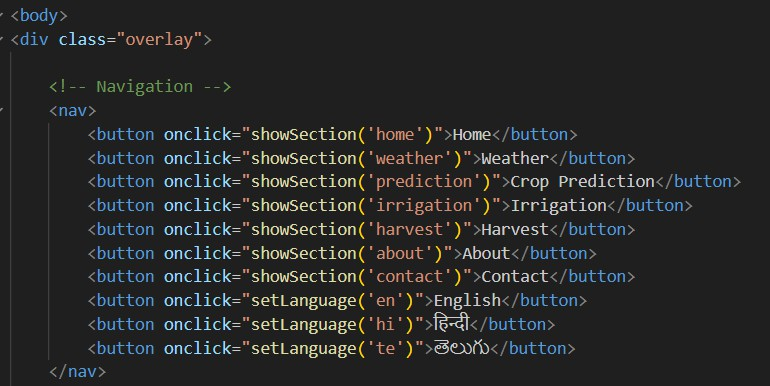 <body>
<div class="overlay">
<!-- Navigation -->
<nav>
<button onclick="showSection('home')">Home</button>
<button onclick="showSection('weather')">Weather</button>
<button onclick="showSection('prediction')">Crop Prediction</button>
<button onclick="showSection('irrigation')">Irrigation</button>
<button onclick="showSection('harvest')">Harvest</button>
<button onclick="showSection('about')">About</button>
<button onclick="showSection('contact')">Contact</button>
<button onclick="setLanguage('en')">English</button>
<button onclick="setLanguage('hi')">हिन्दी</button>
<button onclick="setLanguage('te')">తెలుగు</button>
</nav>